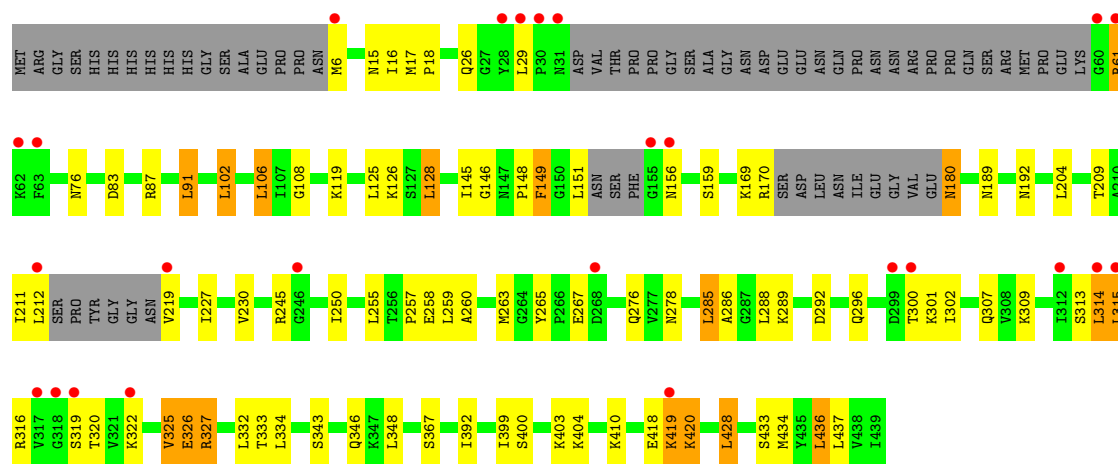 MET ARG GLY SER HIS HIS HIS HIS HIS HIS GLY SER ALA GLU PRO PRO ASN M6 N15 I16 M17 P18 Q26 G27 Y28 L29 P30 N31 ASP VAL THR PRO PRO GLY SER ALA GLY ASN ASP GLU GLU ASN GLN PRO ASN ASN ARG PRO PRO GLN SER ARG MET PRO GLU LYS G60 P61
K62 F63 N76 D83 R87 L91 L102 L106 I107 G108 K119 L125 K126 S127 L128 I145 G146 N147 P148 F149 G150 L151 ASN SER PHE G155 N156 S159 K169 R170 SER ASP LEU ASN ILE GLU GLY VAL GLU N180 N189 N192 L204 T209 A210
I211 L212 SER PRO TYR GLY GLY ASN V219 I227 V230 R245 G246 I250 L255 T256 P257 E258 L259 A260 M263 G264 Y265 P266 E267 D268 Q276 V277 N278 L285 A286 G287 L288 K289 D292 Q296 D299 T300 K301 I302 Q307 V308 K309 I312 S313 L314 L315
R316 V317 G318 S319 T320 V321 K322 V325 E326 R327 L332 T333 L334 S343 Q346 K347 L348 S367 I392 I399 S400 K403 K404 K410 E418 K419 K420 L428 S433 M434 Y435 L436 L437 V438 I439